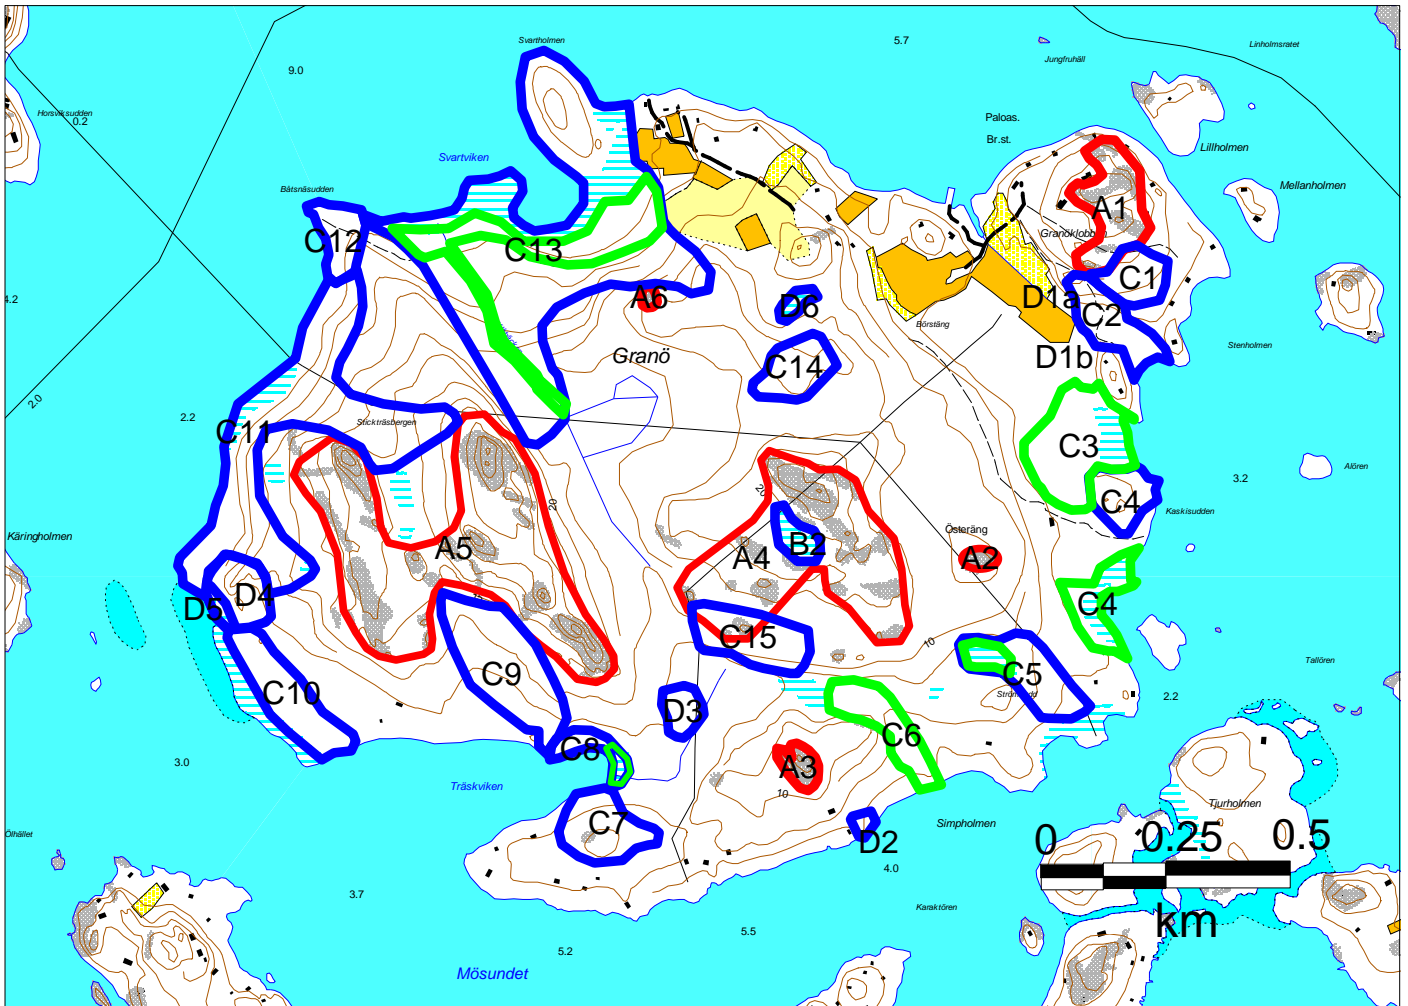 Svartholmen
5.7
Linholmsratet
Jungfruhäll
9.0
Horsviksudden
0.2
Paloas.
Br.st.
Svartviken
Lillholmen
Båtsnäsudden
Mellanholmen
A1
C12
C13
Granöklobb
C1
4.2
A6
D6
D1a
C2
Börstäng
Stenholmen
Granö
D1b
C14
2.0
2.2
Stickträsbergen
C11
C3
Alören
3.2
20
20
C4
Kaskisudden
Käringholmen
Österäng
A5
A4
B2
A2
D4
D5
15
C4
10
C15
C9
C5
Tallören
C10
D3
2.2
C6
C8
3.0
A3
Träskviken
10
Tjurholmen
C7
D2
Simpholmen
Ölhället
0 0.25 0.5
4.0
3.7
Karaktören
km
5.5
5.2
Mösundet